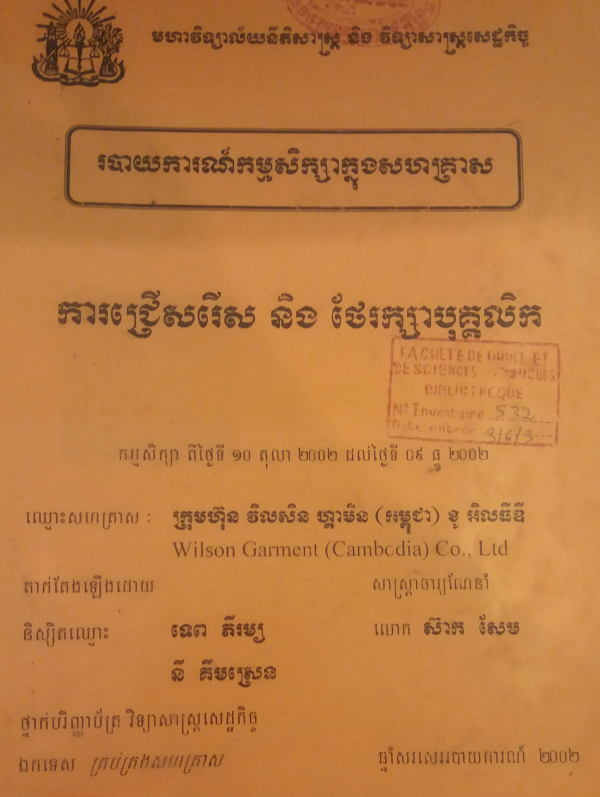 មហាវិទ្យាល័យនីតិសាស្ត្រ និង វិទ្យាសាស្ត្រសេដ្ឋកិច្ច
របាយការណ៍កម្មសិក្សាក្នុងសហគ្រាស
ការជ្រើសរើស និង ថែរក្សាបុគ្គលិក
FACULTE DE DROIT ET
DE SCIENCES
BIBLIOTHEQUE
N° Inventaire 532
9/6/3
កម្មសិក្សា ពីថ្ងៃទី ១០ តុលា ២០០២ ដល់ថ្ងៃទី ០៩ ធ្នូ ២០០២
ឈ្មោះសហគ្រាស : ក្រុមហ៊ុន វិលសិន ហ្គាម៉ិន (អម្ពុជា) ខូ អិលធីឌី
Wilson Garment (Cambodia) Co., Ltd
តាក់តែងឡើងដោយ សាស្ត្រាចារ្យណែនាំ
និស្សិតឈ្មោះ ទេព ភីរម្យ លោក ស៊ាក សែម
នី គឹមស្រេន
ថ្នាក់បរិញ្ញាប័ត្រ វិទ្យាសាស្ត្រសេដ្ឋកិច្ច
ឯកទេស គ្រប់គ្រងសហគ្រាស ឆ្នាំសរសេររបាយការណ៍ ២០០២